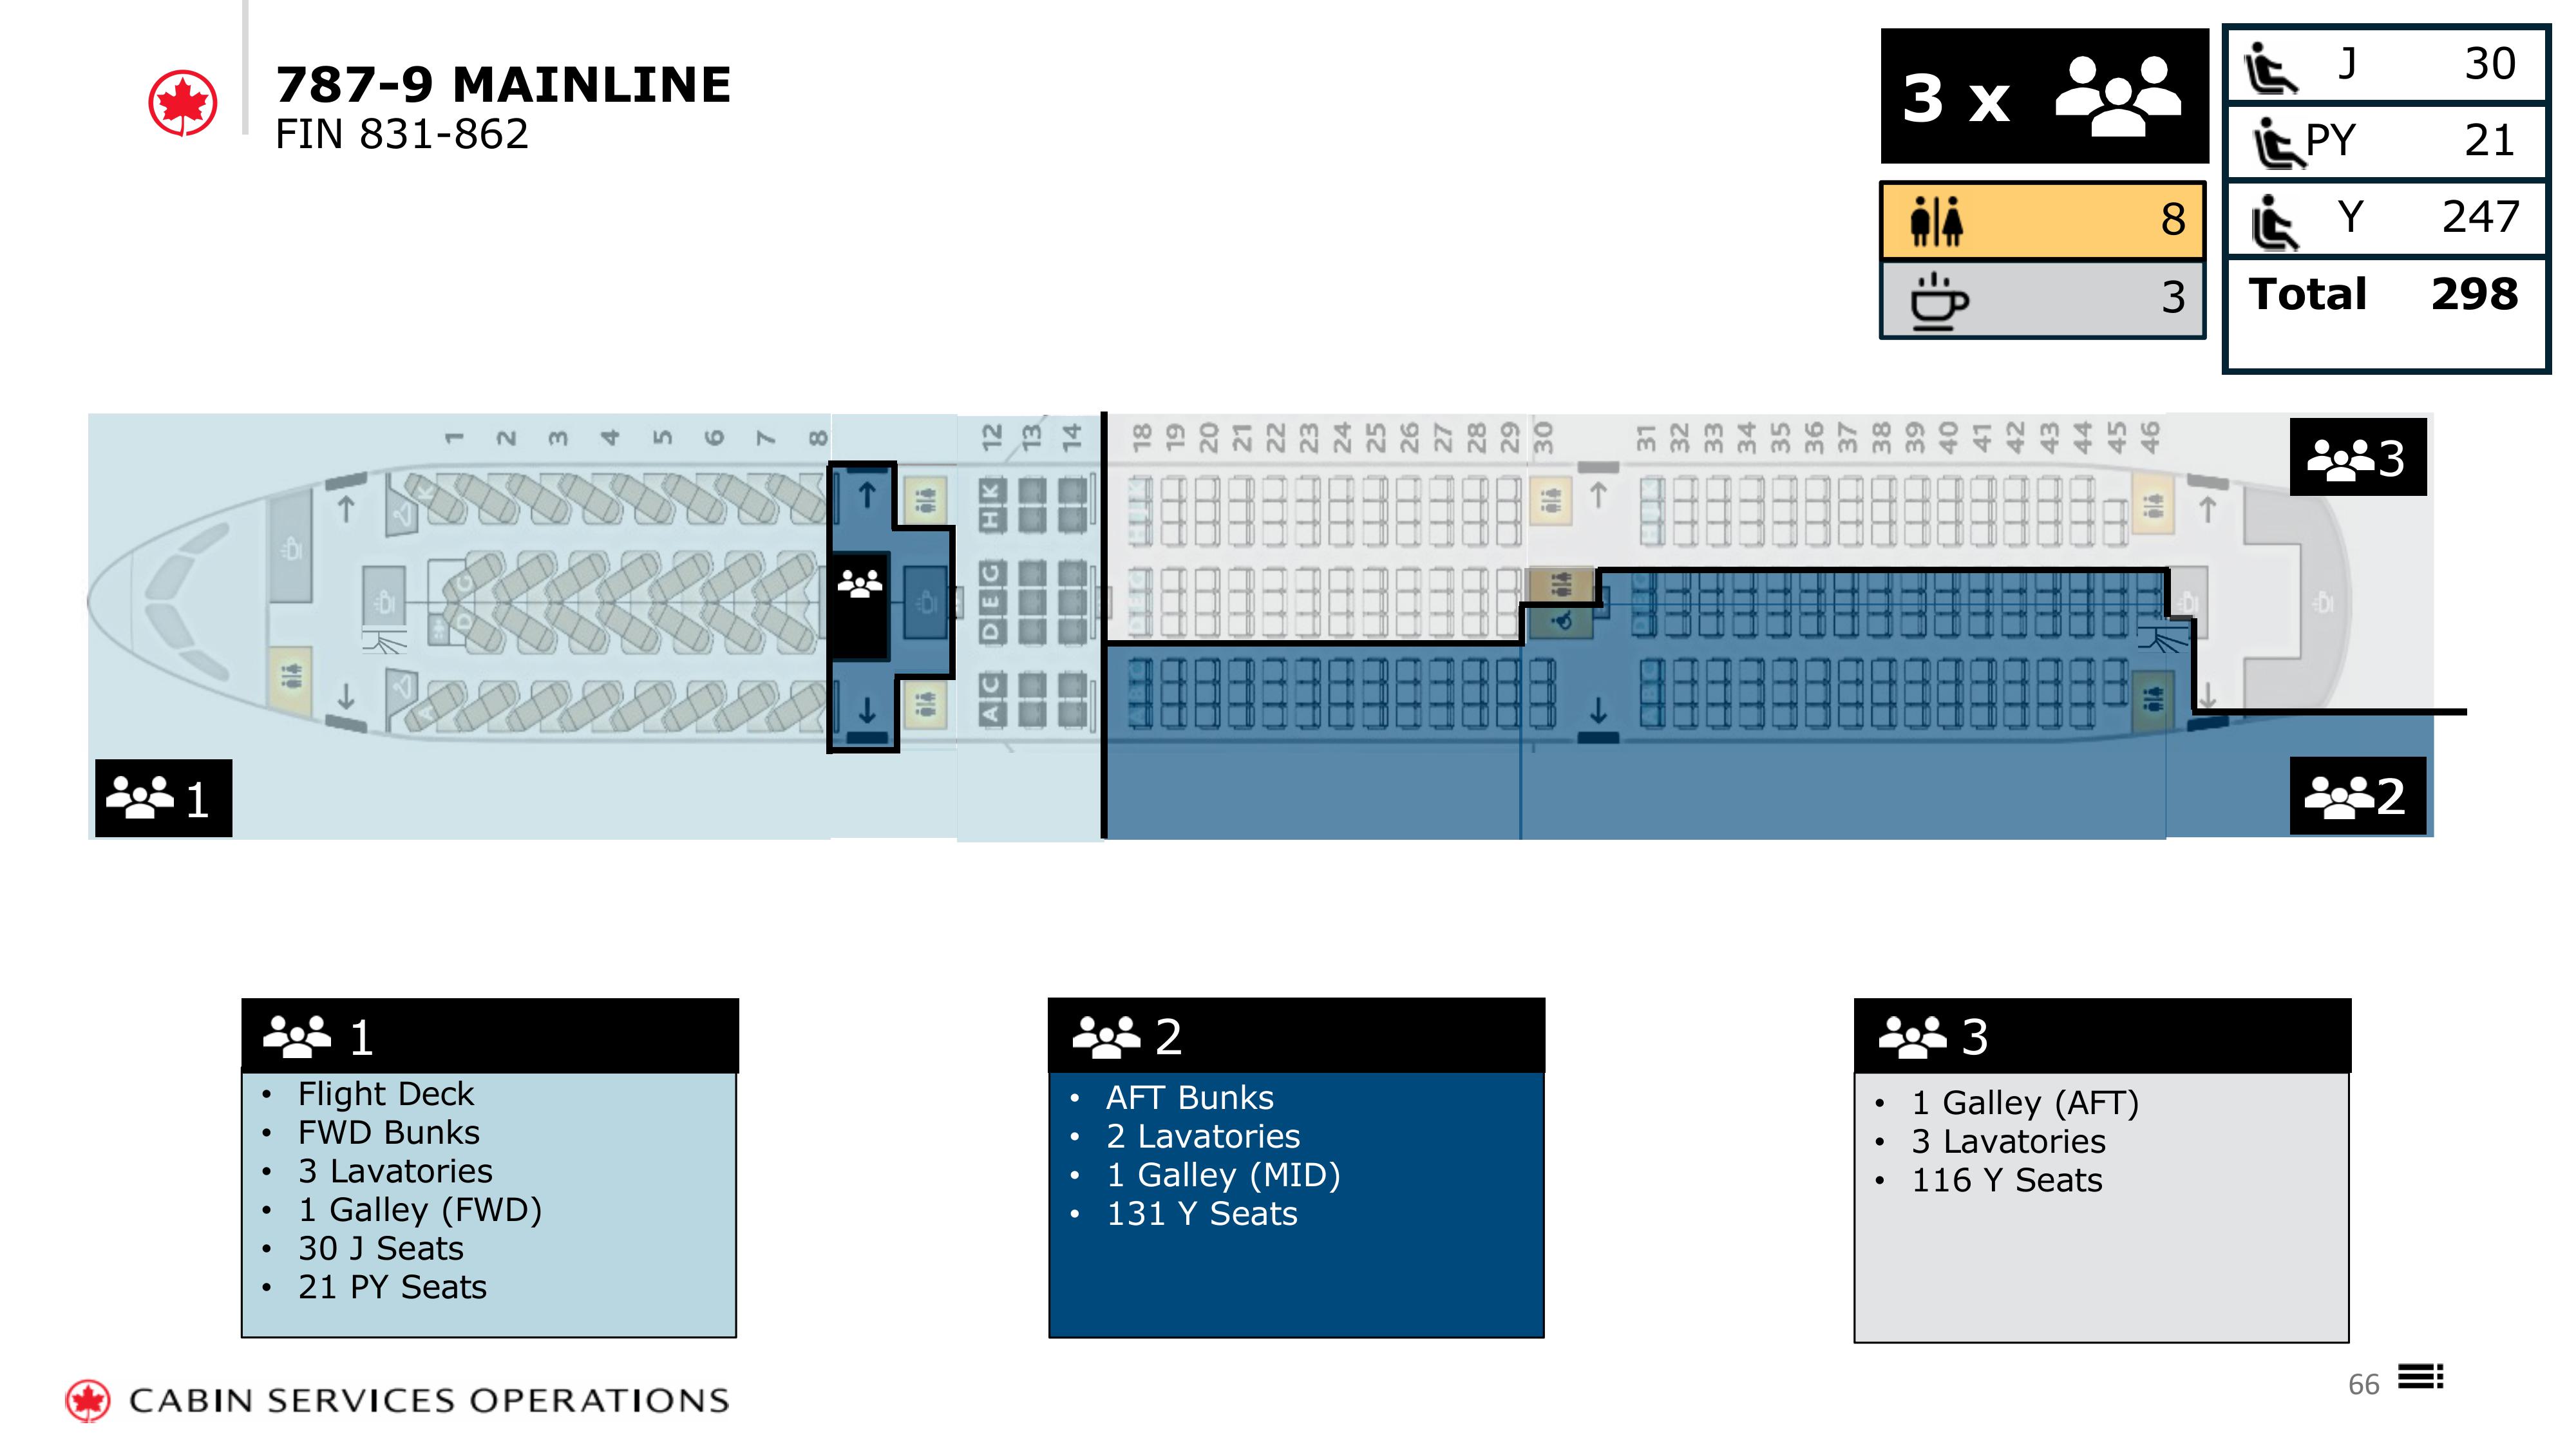 787-9 MAINLINE
FIN 831-862
3 x
8
3
J 30
PY 21
Y 247
Total 298
1 2 3 4 5 6 7 8 12 13 14 18 19 20 21 22 23 24 25 26 27 28 29 30 31 32 33 34 35 36 37 38 39 40 41 42 43 44 45 46
3
K
H K
G
D
D E G
A
A C
1
2
1
• Flight Deck
• FWD Bunks
• 3 Lavatories
• 1 Galley (FWD)
• 30 J Seats
• 21 PY Seats
2
• AFT Bunks
• 2 Lavatories
• 1 Galley (MID)
• 131 Y Seats
3
• 1 Galley (AFT)
• 3 Lavatories
• 116 Y Seats
CABIN SERVICES OPERATIONS
66